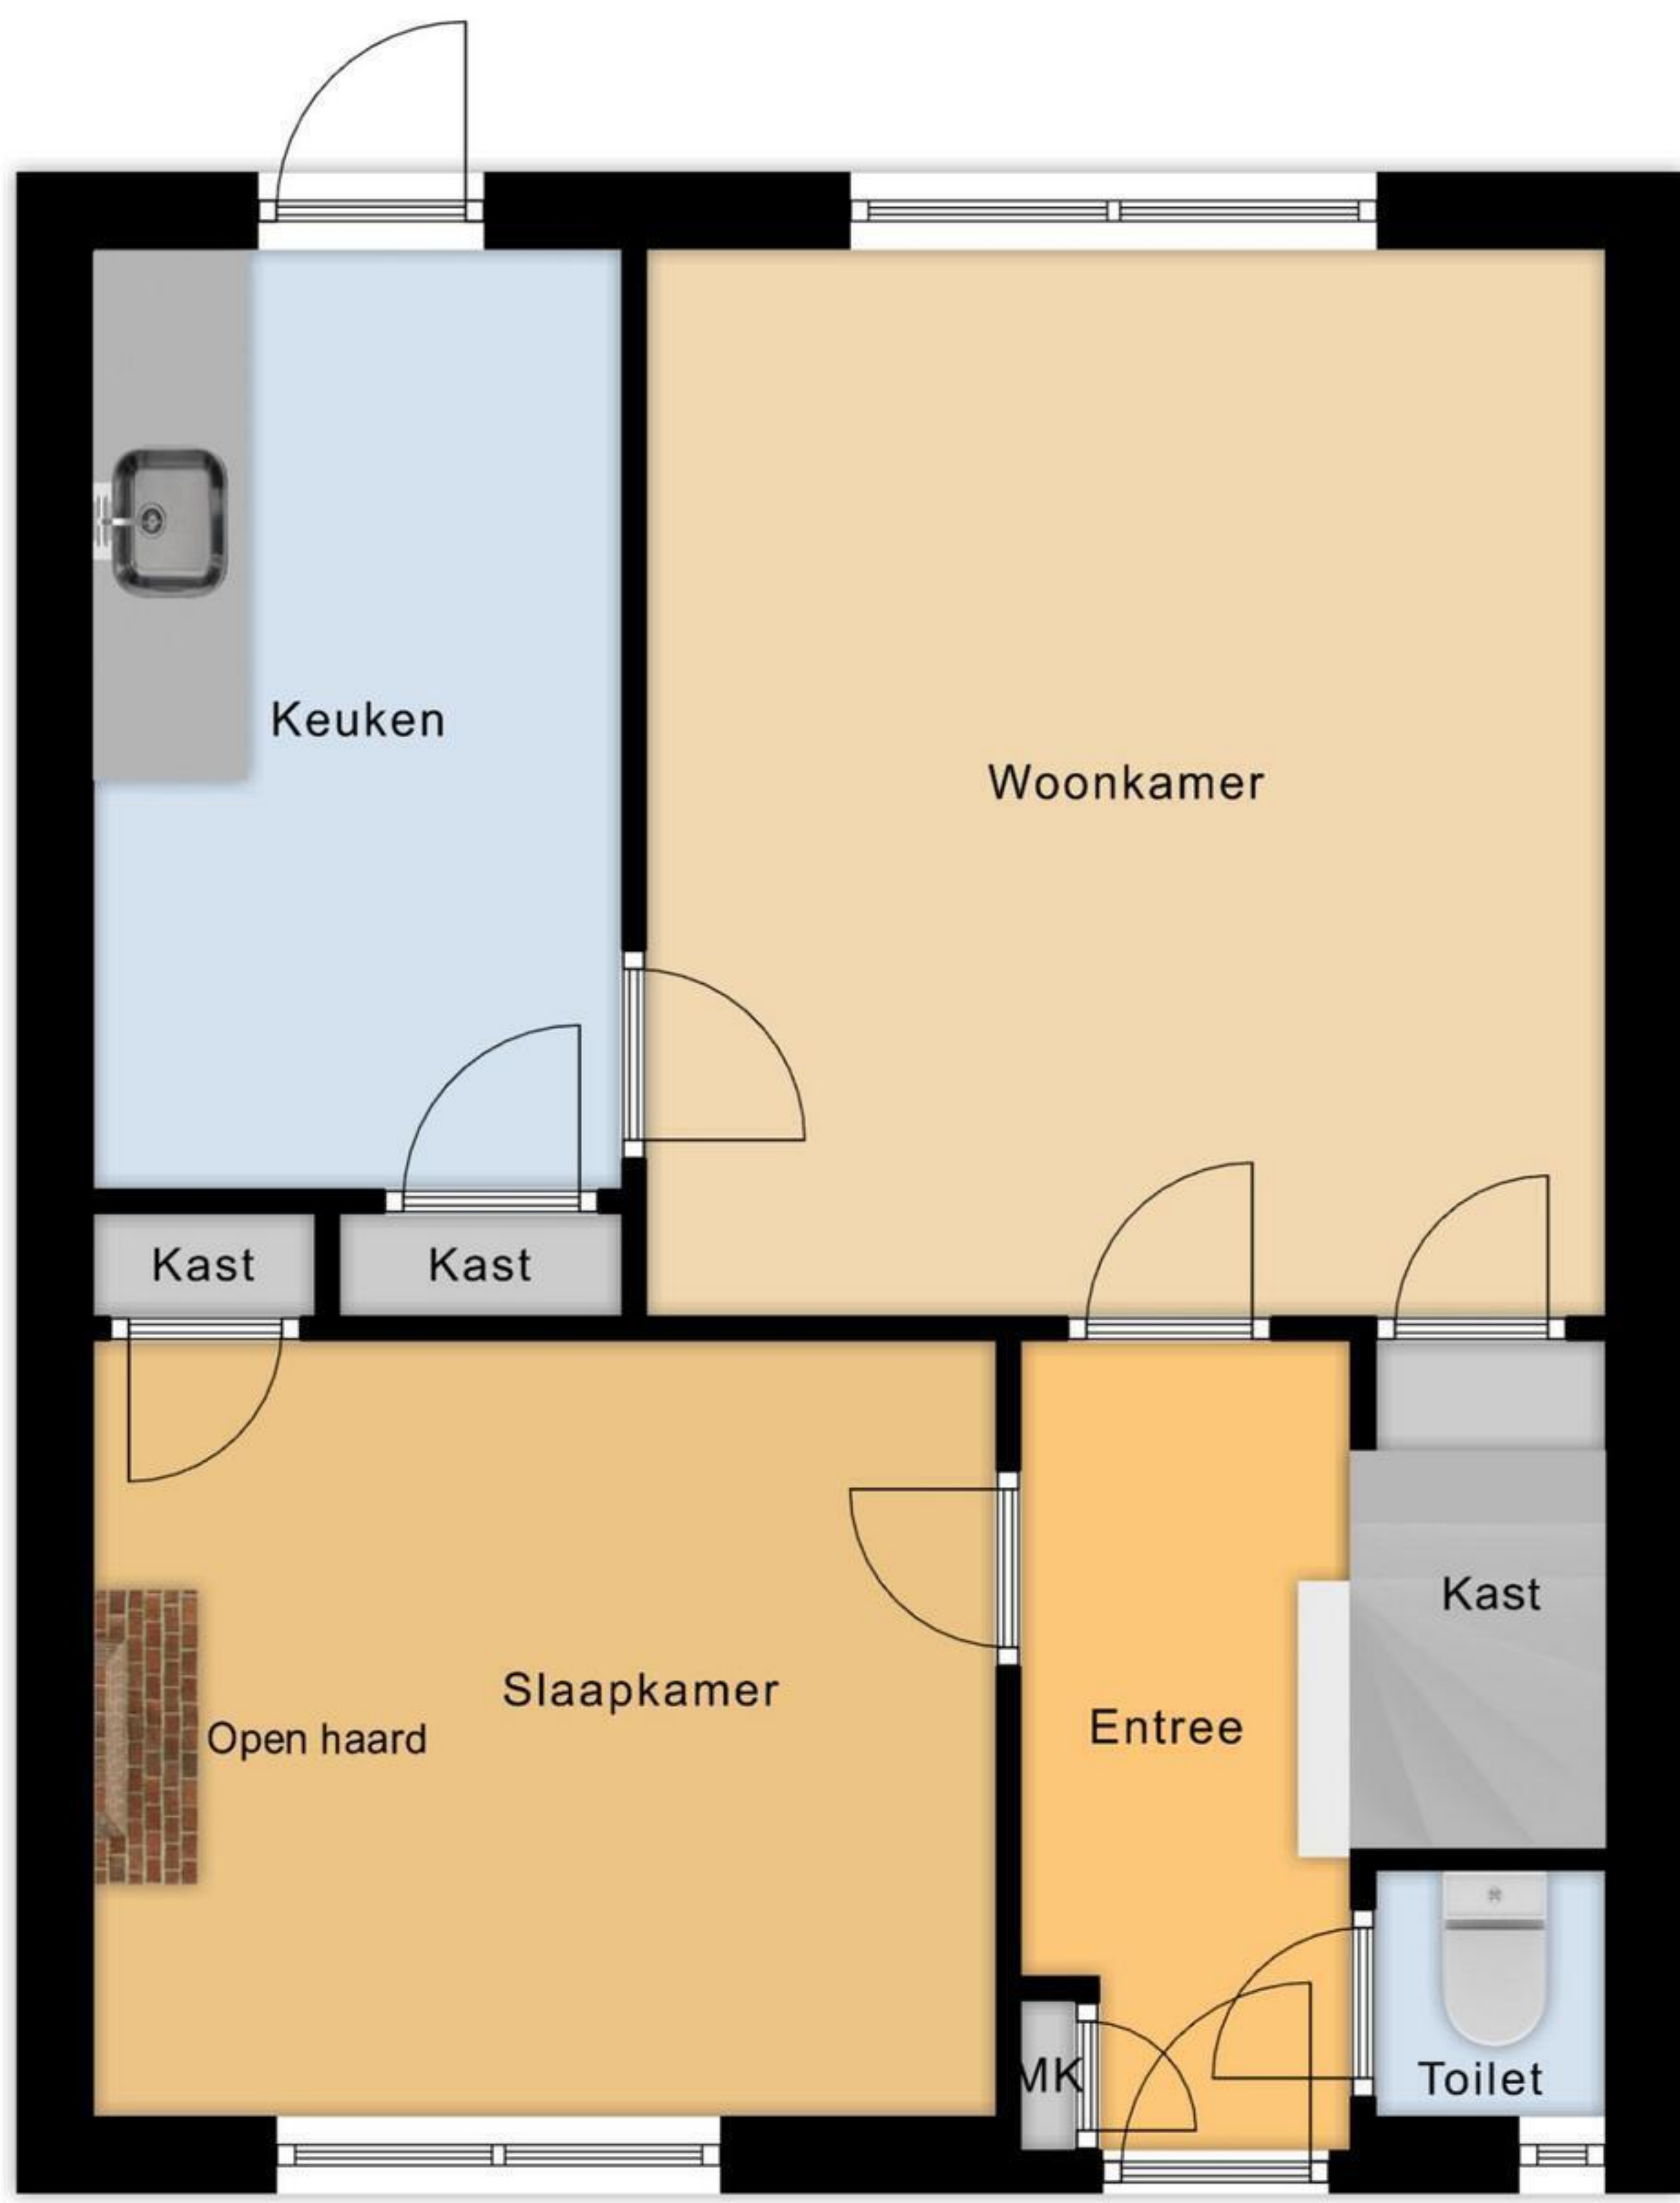 Keuken
Woonkamer
Kast
Kast
Kast
Slaapkamer
Open haard
Entree
MK
Toilet